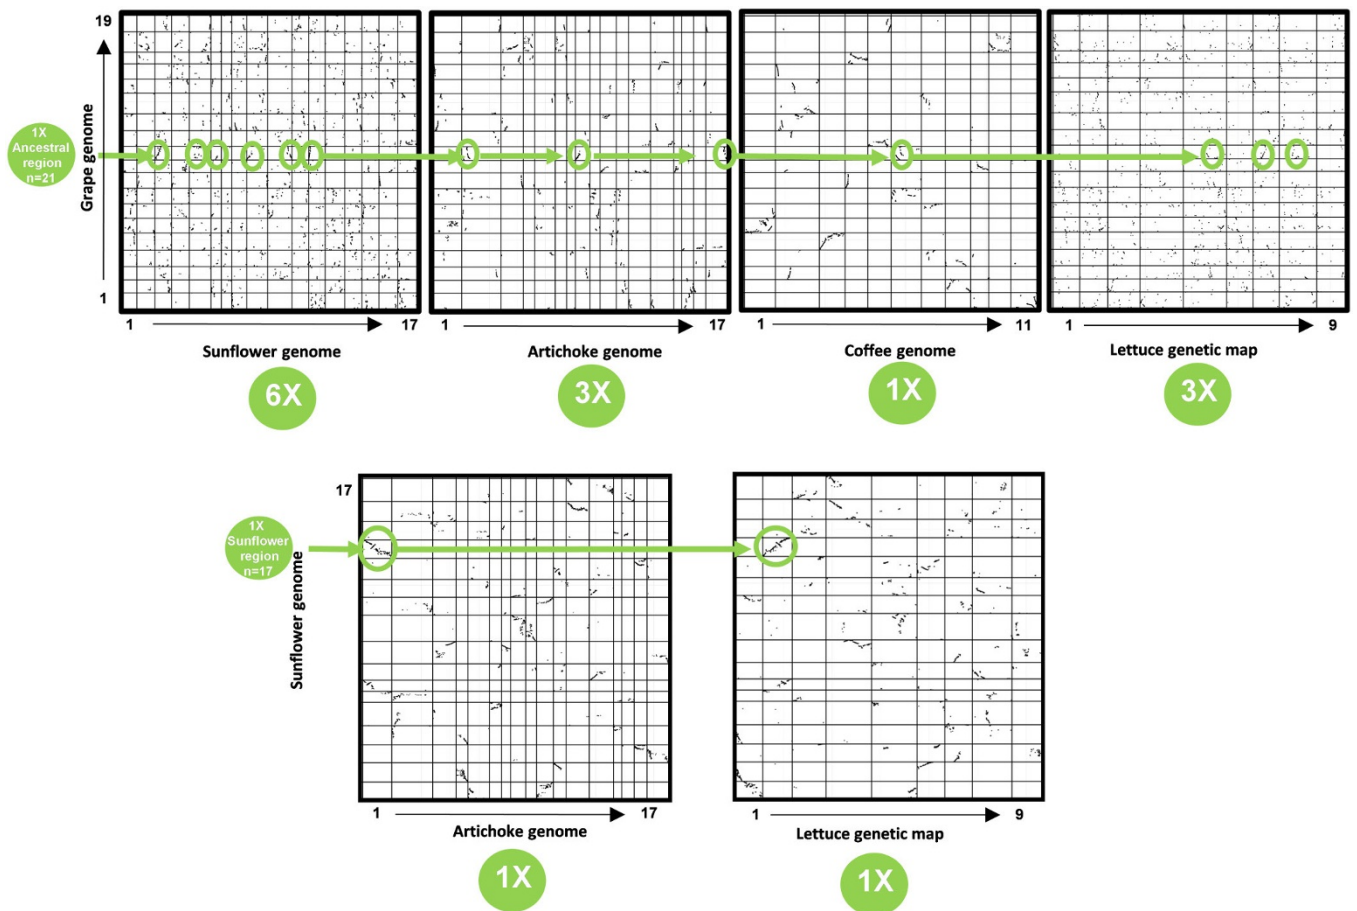 19
Grape genome
1X
Ancestral
region
n=21
1
1
17
1
17
1
11
1
9
Sunflower genome
Artichoke genome
Coffee genome
Lettuce genetic map
6X
3X
1X
3X
17
1X
Sunflower
region
n=17
Sunflower genome
1
17
1
9
Artichoke genome
Lettuce genetic map
1X
1X